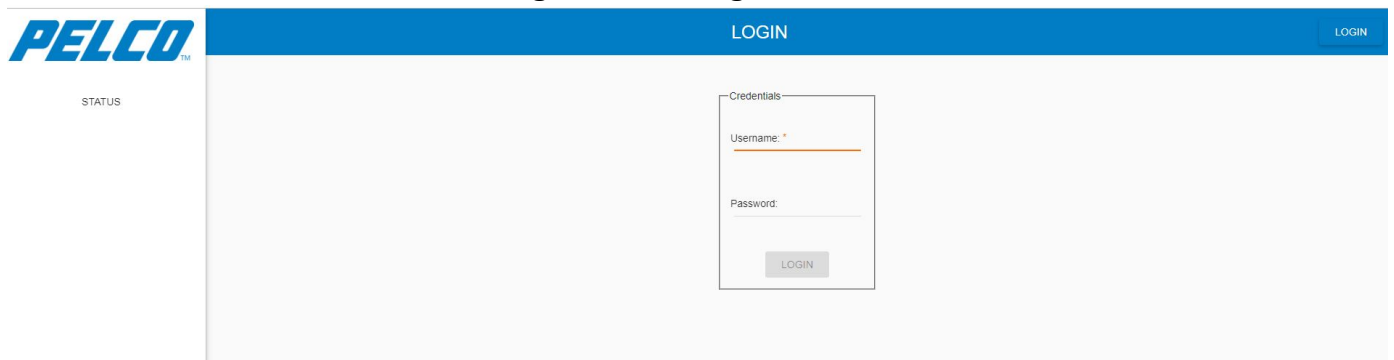 PELCO TM
LOGIN
LOGIN
STATUS
Credentials
Username: *
Password:
LOGIN